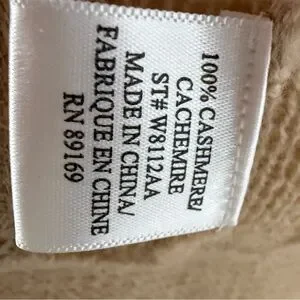 100% CASHMERE/
CACHEMIRE
ST# W8112AA
MADE IN CHINA/
FABRIQUE EN CHINE
RN 89169